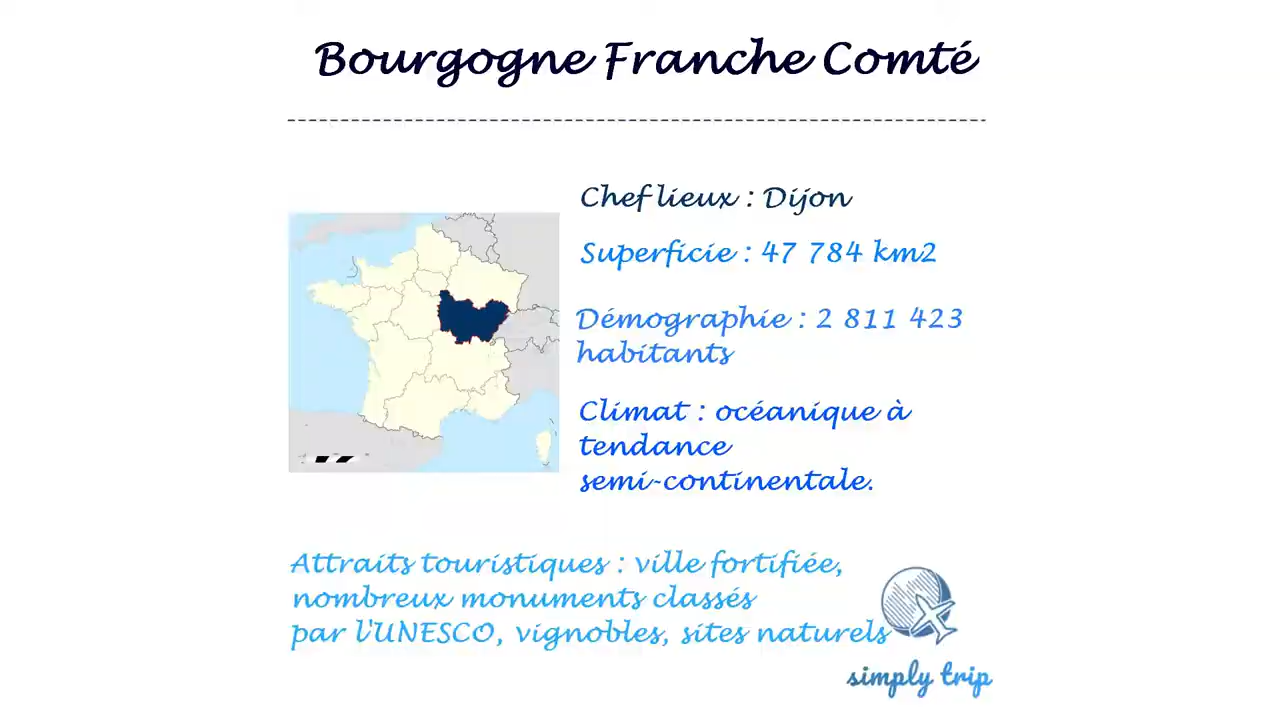 Bourgogne Franche Comté
Chef lieux : Dijon
Superficie : 47 784 km2
Démographie : 2 811 423
habitants
Climat : océanique à
tendance
semi-continentale.
Attraits touristiques : ville fortifiée,
nombreux monuments classés
par l'UNESCO, vignobles, sites naturels
simply trip